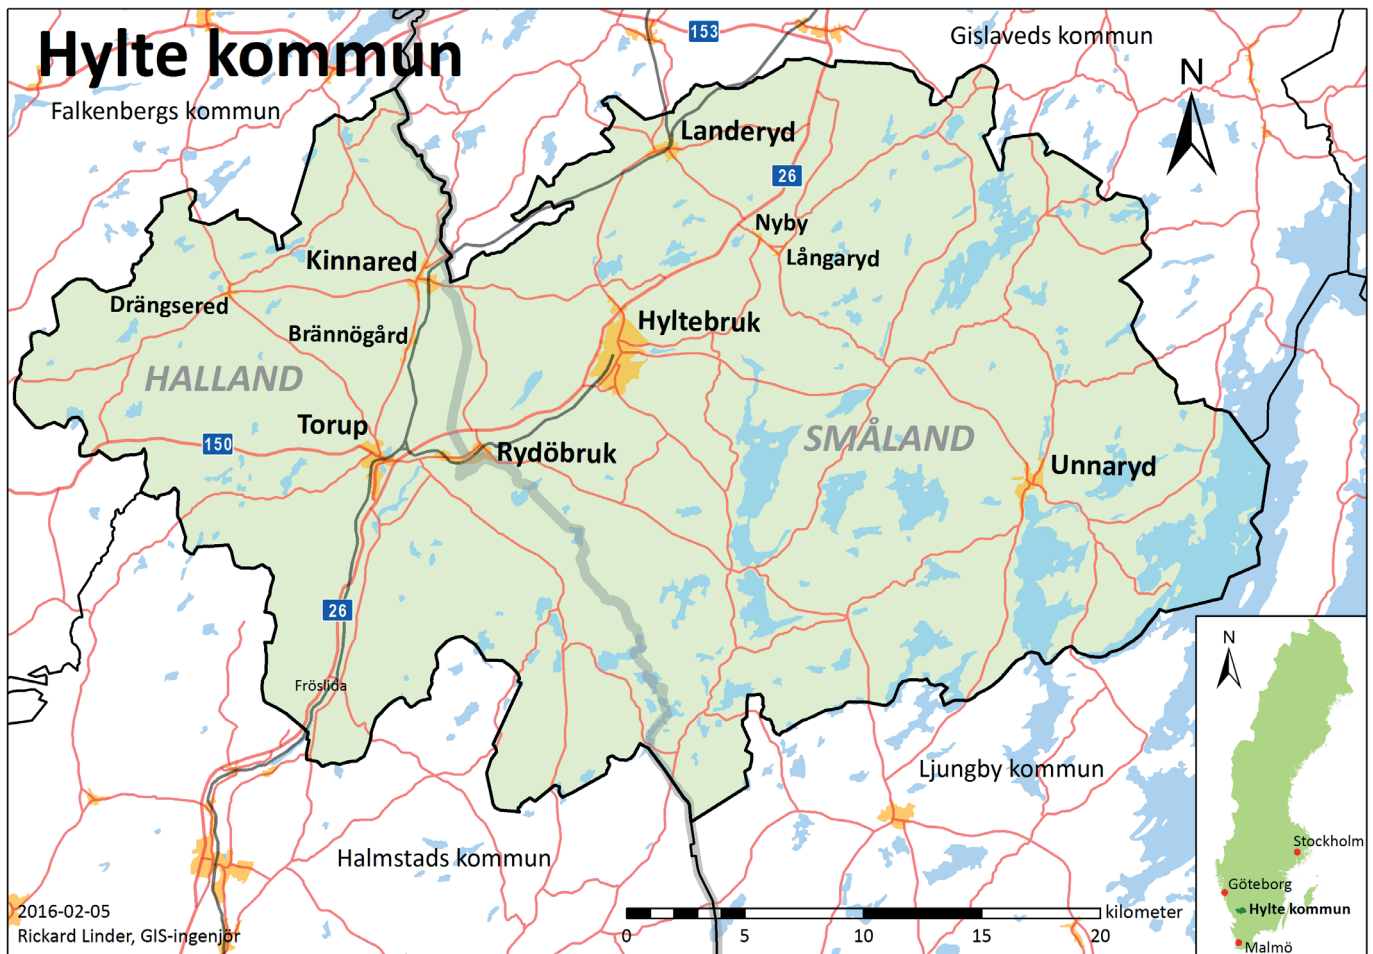 Hylte kommun
Falkenbergs kommun
153
Gislaveds kommun
N
Landeryd
26
Nyby
Långaryd
Kinnared
Drängsered
Brännögård
Hyltebruk
HALLAND
SMÅLAND
Torup
150
Rydöbruk
Unnaryd
26
Fröslida
Ljungby kommun
Halmstads kommun
N
Stockholm
Göteborg
Hylte kommun
Malmö
kilometer
0 5 10 15 20
2016-02-05
Rickard Linder, GIS-ingenjör